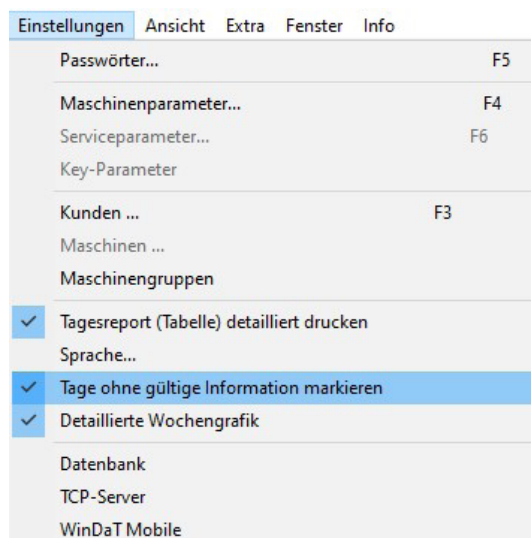 Einstellungen Ansicht Extra Fenster Info
Passwörter... F5
Maschinenparameter... F4
Serviceparameter... F6
Key-Parameter
Kunden ... F3
Maschinen ...
Maschinengruppen
Tagesreport (Tabelle) detailliert drucken
Sprache...
Tage ohne gültige Information markieren
Detaillierte Wochengrafik
Datenbank
TCP-Server
WinDaT Mobile